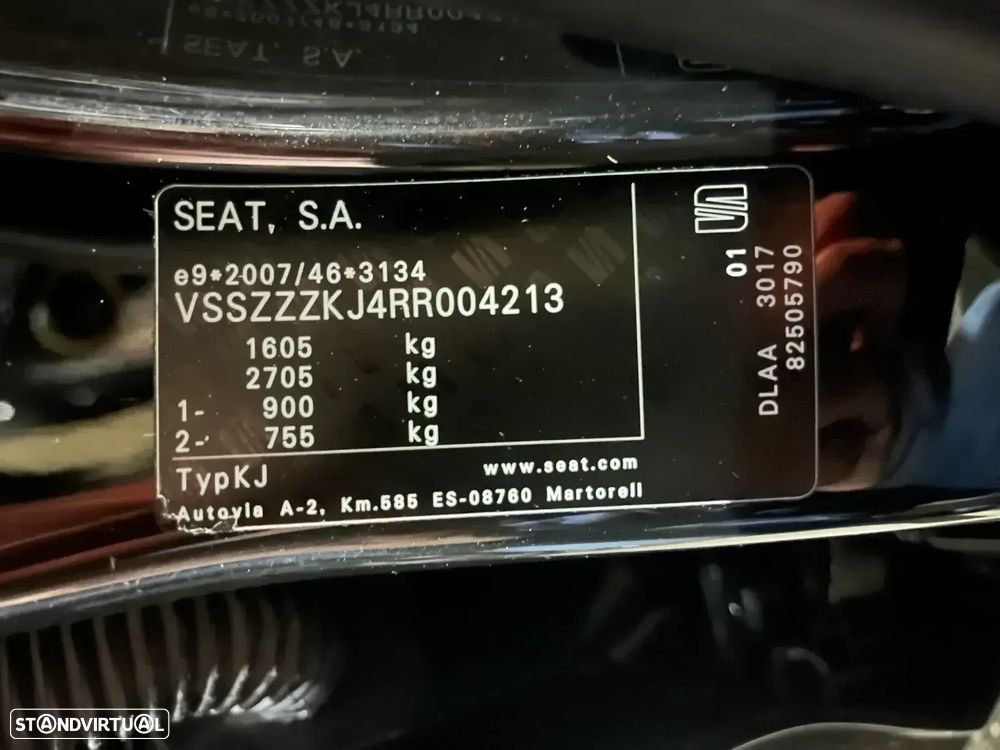 SEAT, S.A.
e9*2007/46*3134
VSSZZZKJ4RR004213
1605 kg
2705 kg
1- 900 kg
2- 755 kg
TypKJ
www.seat.com
Autovia A-2, Km.585 ES-08760 Martorell
01
DLAA 3017
82505790
STANDVIRTUAL